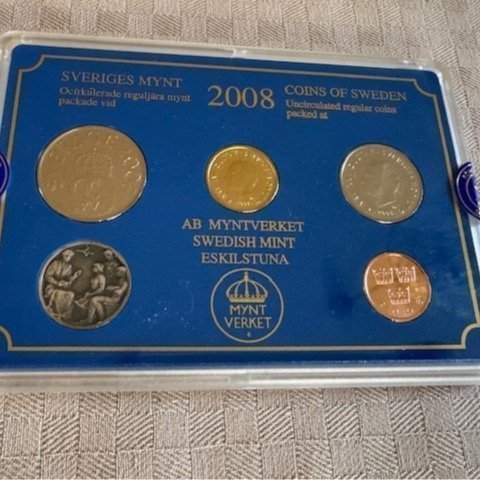 SVERIGES MYNT
Ocirkulerade reguljära mynt
packade vid
2008
COINS OF SWEDEN
Uncirculated regular coins
packed at
AB MYNTVERKET
SWEDISH MINT
ESKILSTUNA
MYNT
VERKET